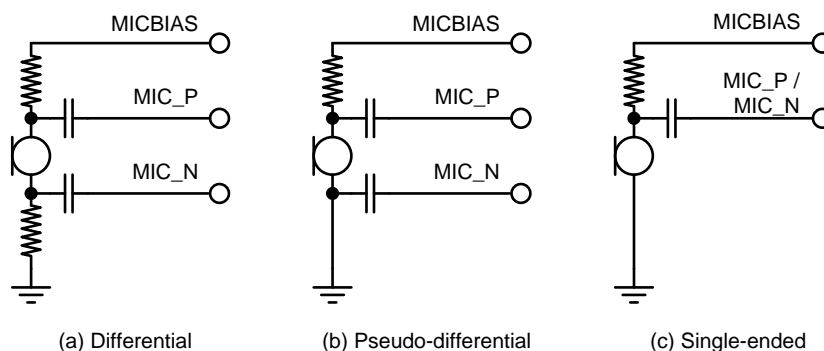 MICBIAS
MIC_P
MIC_N
(a) Differential
MICBIAS
MIC_P
MIC_N
(b) Pseudo-differential
MICBIAS
MIC_P /
MIC_N
(c) Single-ended